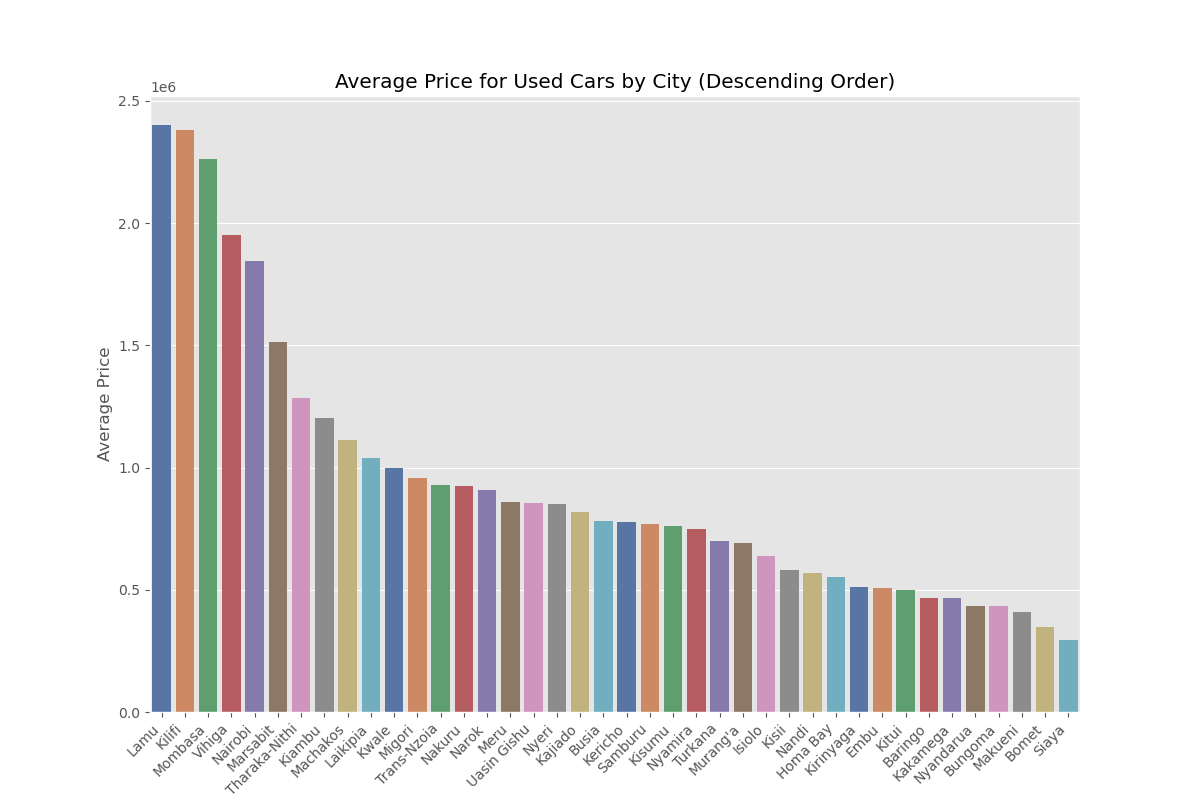 Average Price for Used Cars by City (Descending Order)
1e6
2.5
2.0
1.5
1.0
0.5
0.0
Average Price
Lamu
Kilifi
Mombasa
Vihiga
Nairobi
Marsabit
Tharaka-Nithi
Kiambu
Machakos
Laikipia
Kwale
Migori
Trans-Nzoia
Nakuru
Narok
Meru
Uasin Gishu
Nyeri
Kajiado
Busia
Kericho
Samburu
Kisumu
Nyamira
Turkana
Murang'a
Isiolo
Kisii
Nandi
Homa Bay
Kirinyaga
Embu
Kitui
Baringo
Kakamega
Nyandarua
Bungoma
Makueni
Bomet
Siaya